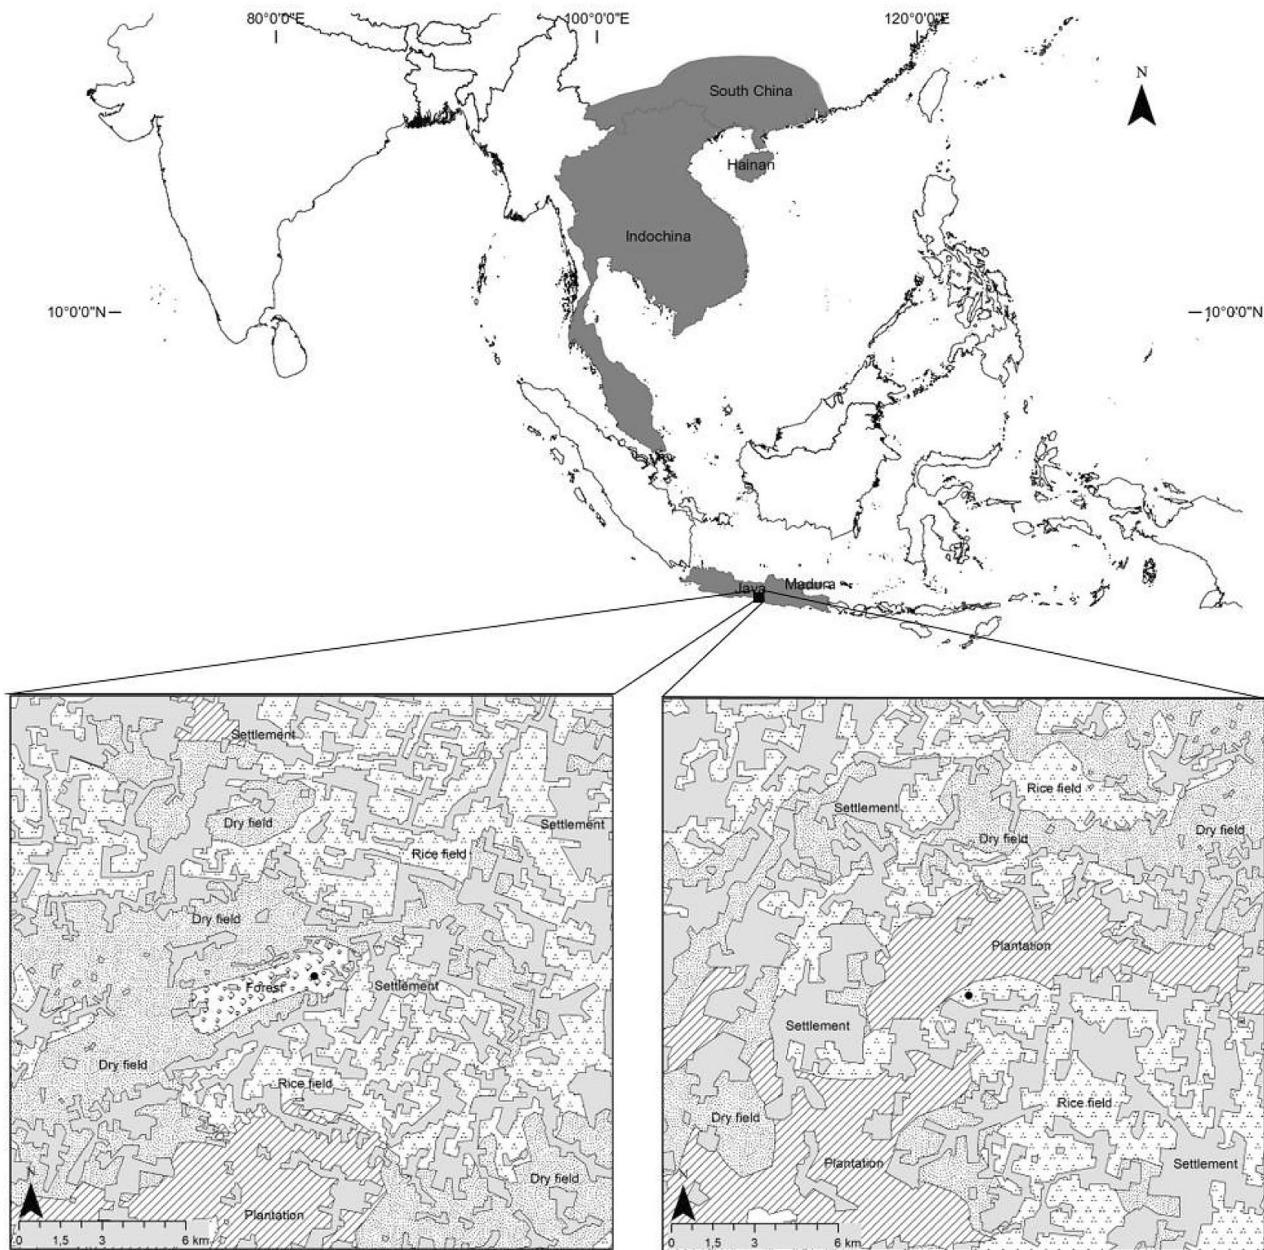 80°0'0"E
100°0'0"E
120°0'0"E
South China
N
Hainan
Indochina
10°0'0"N
10°0'0"N
Java
Madura
Settlement
Dry field
Settlement
Rice field
Dry field
Forest
Settlement
Dry field
Rice field
Dry field
Plantation
N
0 1,5 3 6 km
Rice field
Settlement
Dry field
Dry field
Plantation
Settlement
Rice field
Dry field
Plantation
Settlement
0 1,5 3 6 km